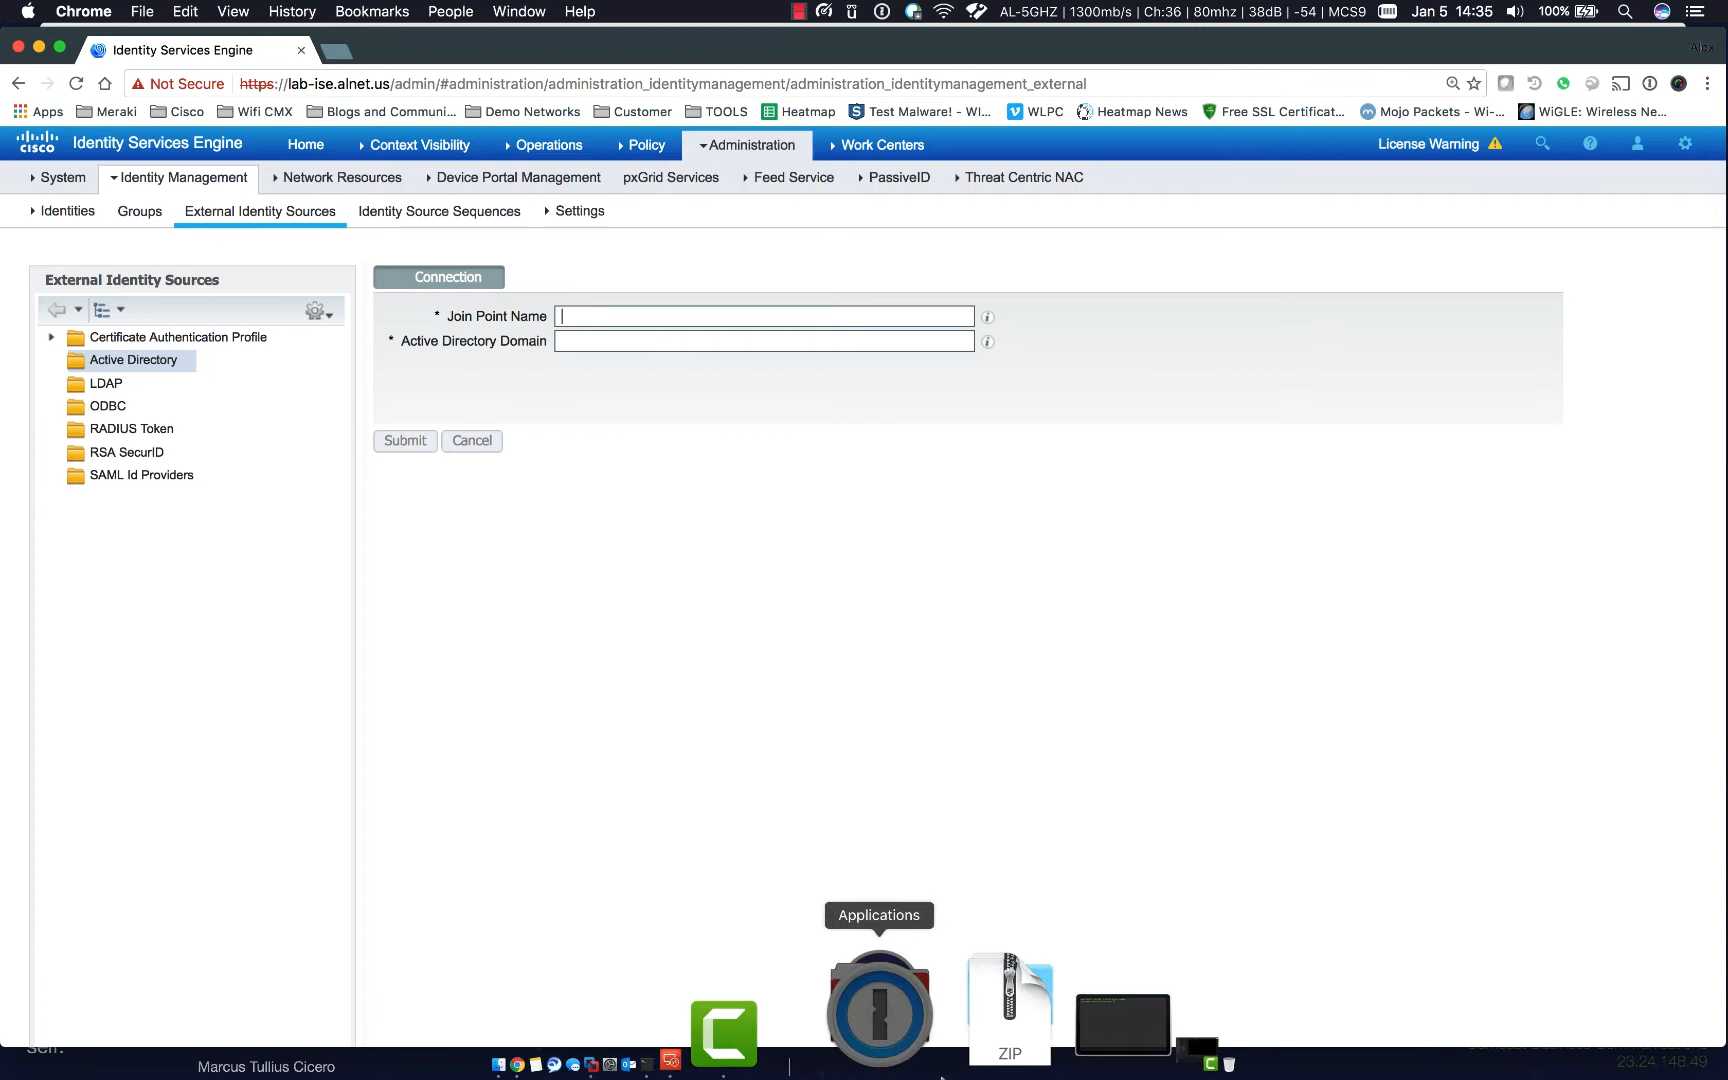 Chrome File Edit View History Bookmarks People Window Help AL-5GHZ | 1300mb/s | Ch:36 | 80mhz | 38dB | -54 | MCS9 Jan 5 14:35 100%
Identity Services Engine × Alex
Not Secure https://lab-ise.alnet.us/admin/#administration/administration_identitymanagement/administration_identitymanagement_external
Apps Meraki Cisco Wifi CMX Blogs and Communi... Demo Networks Customer TOOLS Heatmap Test Malware! - WI... WLPC Heatmap News Free SSL Certificat... Mojo Packets - Wi-... WiGLE: Wireless Ne...
cisco Identity Services Engine Home Context Visibility Operations Policy Administration Work Centers License Warning
System Identity Management Network Resources Device Portal Management pxGrid Services Feed Service PassiveID Threat Centric NAC
Identities Groups External Identity Sources Identity Source Sequences Settings
External Identity Sources
Connection
* Join Point Name
* Active Directory Domain
Certificate Authentication Profile
Active Directory
LDAP
ODBC
RADIUS Token
RSA SecurID
SAML Id Providers
Submit Cancel
Applications
ZIP
self.
Marcus Tullius Cicero
23.24.148.49